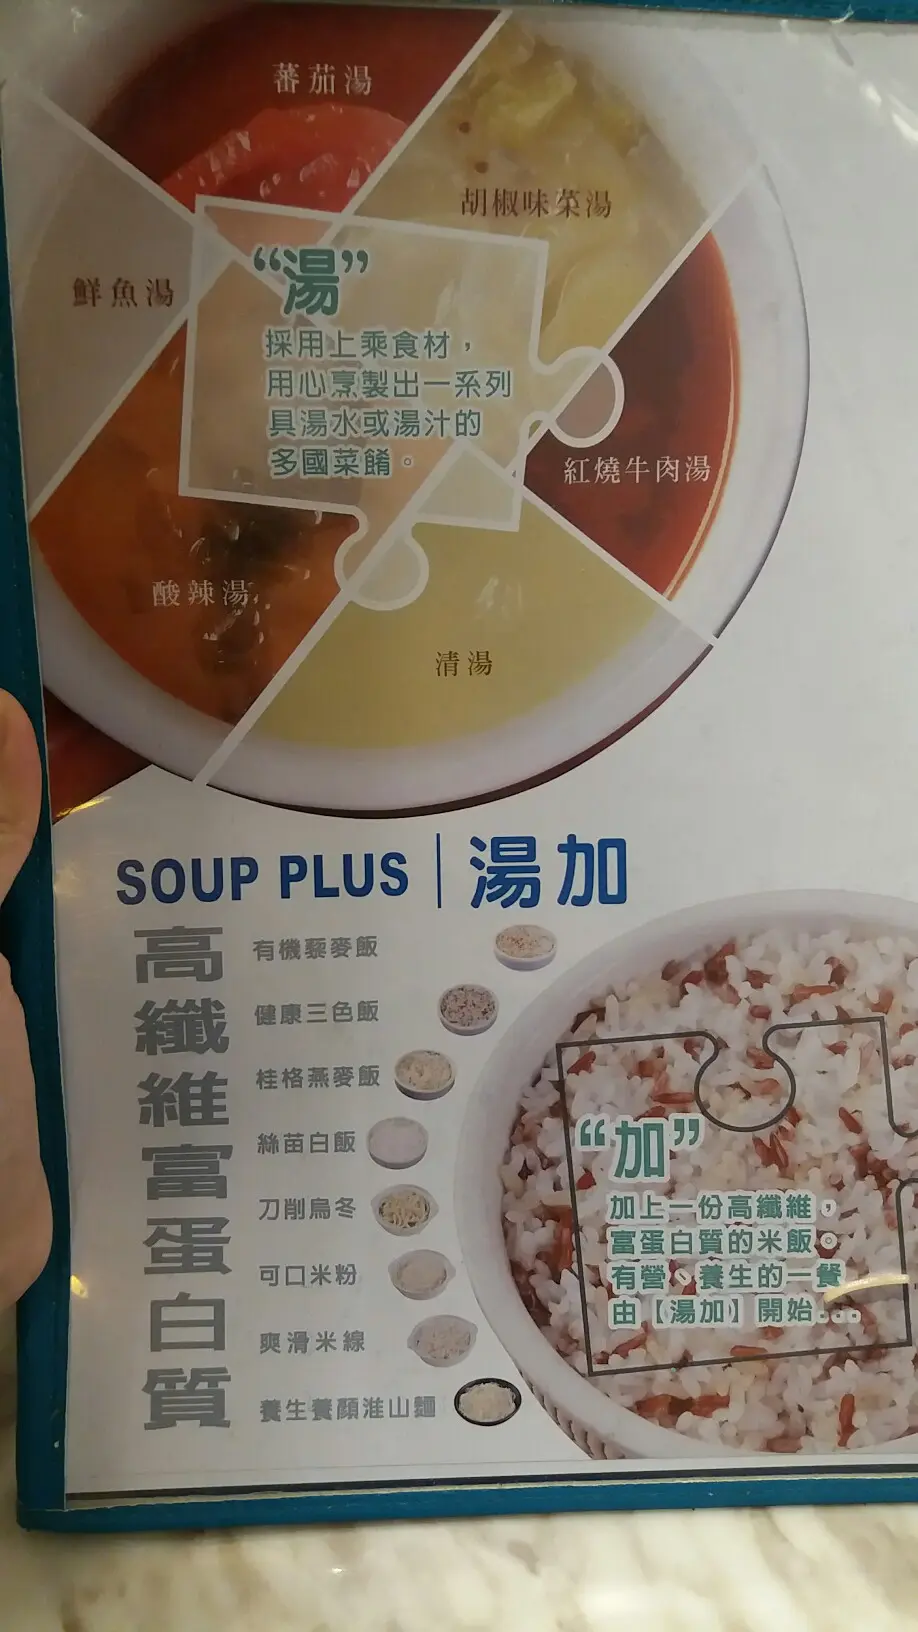 蕃茄湯
胡椒味菜湯
鮮魚湯
“湯”
採用上乘食材，
用心烹製出一系列
具湯水或湯汁的
多國菜餚。
紅燒牛肉湯
酸辣湯
清湯
SOUP PLUS | 湯加
高纖維富蛋白質
有機藜麥飯
健康三色飯
桂格燕麥飯
絲苗白飯
刀削烏冬
可口米粉
爽滑米線
養生養顏淮山麵
“加”
加上一份高纖維，
富蛋白質的米飯。
有營、養生的一餐
由【湯加】開始...